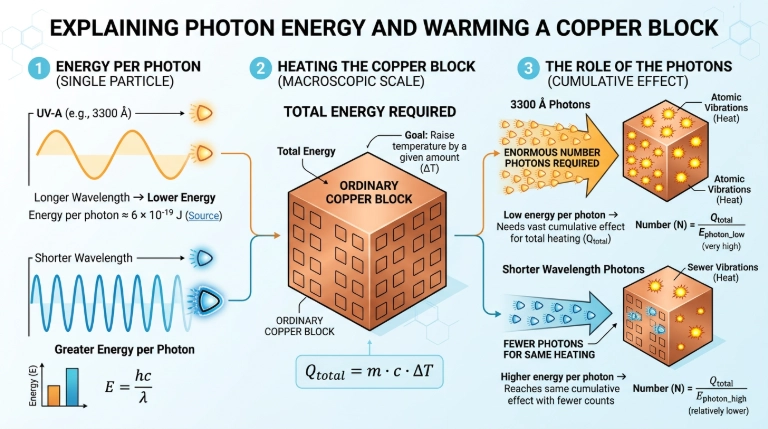 EXPLAINING PHOTON ENERGY AND WARMING A COPPER BLOCK
1 ENERGY PER PHOTON
(SINGLE PARTICLE)
UV-A (e.g., 3300 Å)
Longer Wavelength → Lower Energy
Energy per photon ≈ 6 × 10⁻¹⁹ J (Source)
Shorter Wavelength
Greater Energy per Photon
Energy (E)
E = hc/λ
2 HEATING THE COPPER BLOCK
(MACROSCOPIC SCALE)
TOTAL ENERGY REQUIRED
Total Energy
Goal: Raise
temperature by a
given amount
(ΔT)
ORDINARY
COPPER BLOCK
ORDINARY
COPPER BLOCK
Q_total = m · c · ΔT
3 THE ROLE OF THE PHOTONS
(CUMULATIVE EFFECT)
3300 Å Photons
Atomic
Vibrations
(Heat)
ENORMOUS NUMBER
PHOTONS REQUIRED
Atomic
Vibrations
(Heat)
Low energy per photon →
Needs vast cumulative effect
for total heating (Q_total)
Number (N) = Q_total/E_photon_low
(very high)
Shorter Wavelength Photons
Sewer Vibrations
(Heat)
FEWER PHOTONS
FOR SAME HEATING
Higher energy per photon →
Reaches same cumulative
effect with fewer counts
Number (N) = Q_total/E_photon_high
(relatively lower)